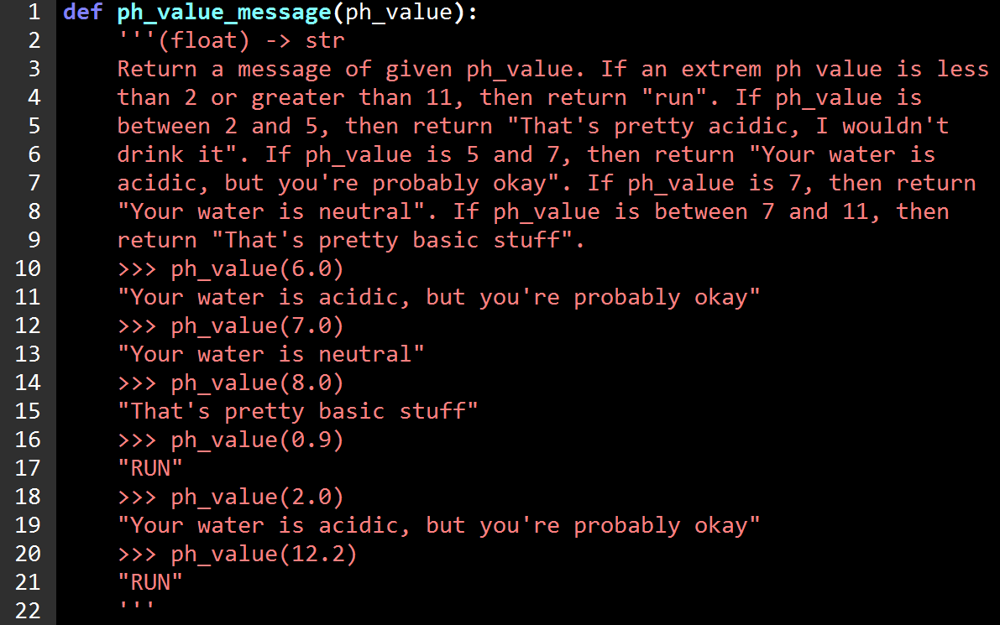 1 def ph_value_message(ph_value):
2     '''(float) -> str
3     Return a message of given ph_value. If an extrem ph value is less
4     than 2 or greater than 11, then return "run". If ph_value is
5     between 2 and 5, then return "That's pretty acidic, I wouldn't
6     drink it". If ph_value is 5 and 7, then return "Your water is
7     acidic, but you're probably okay". If ph_value is 7, then return
8     "Your water is neutral". If ph_value is between 7 and 11, then
9     return "That's pretty basic stuff".
10     >>> ph_value(6.0)
11     "Your water is acidic, but you're probably okay"
12     >>> ph_value(7.0)
13     "Your water is neutral"
14     >>> ph_value(8.0)
15     "That's pretty basic stuff"
16     >>> ph_value(0.9)
17     "RUN"
18     >>> ph_value(2.0)
19     "Your water is acidic, but you're probably okay"
20     >>> ph_value(12.2)
21     "RUN"
22     '''